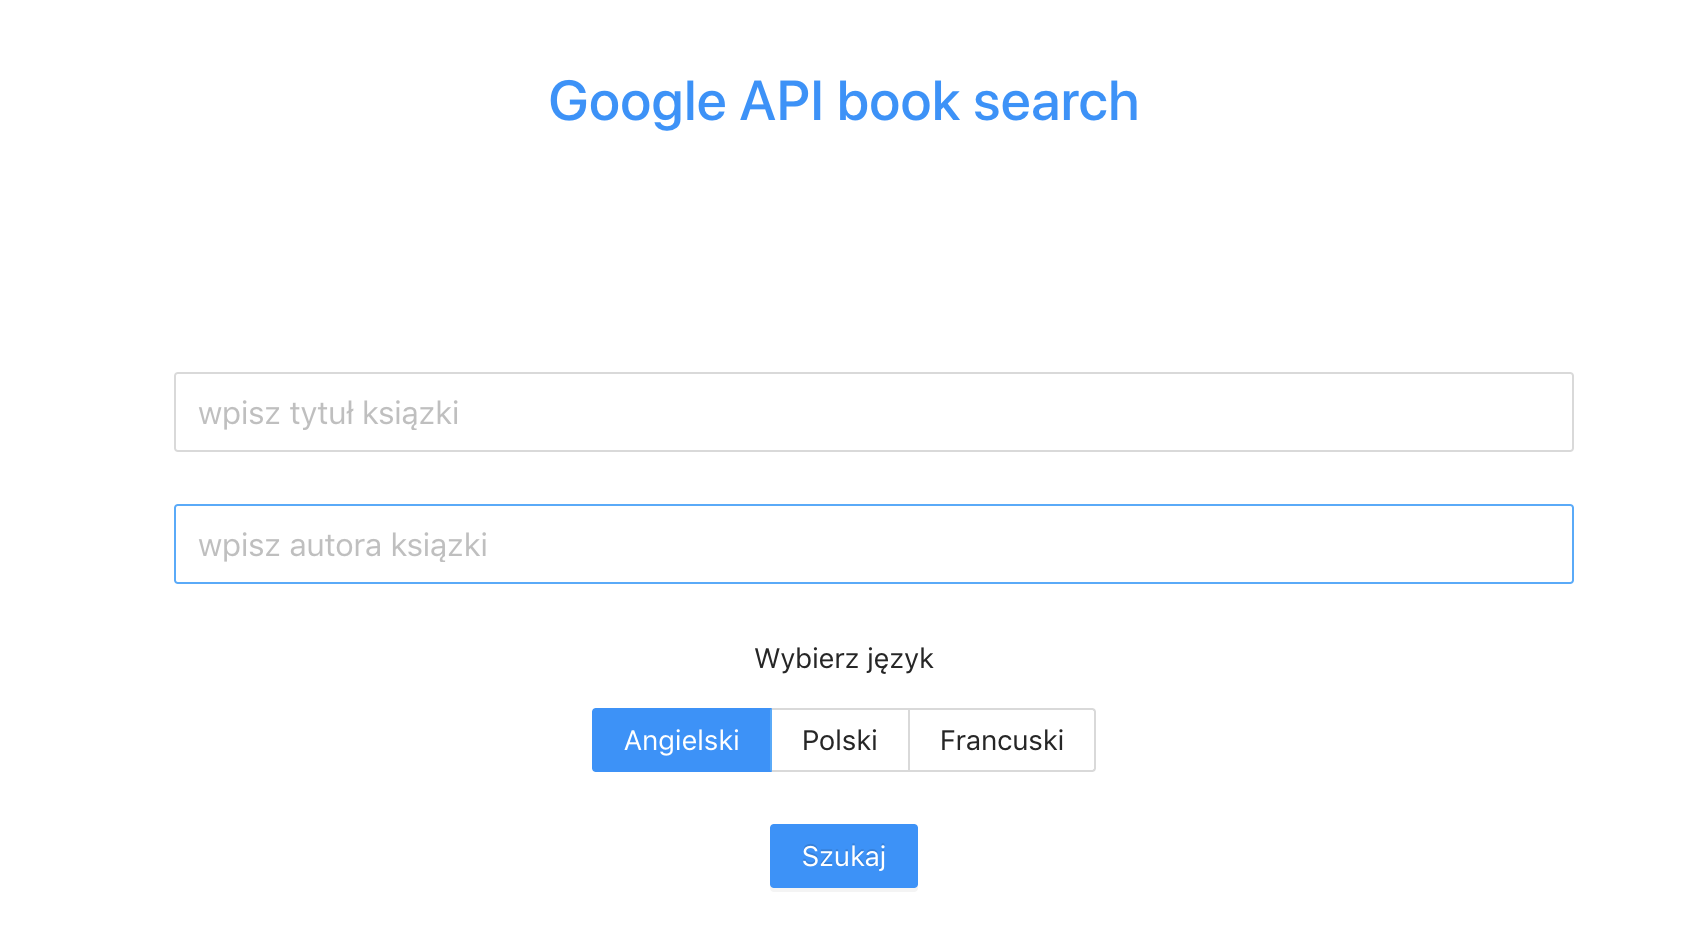 Google API book search
wpisz tytuł ksiązki
wpisz autora ksiązki
Wybierz język
Angielski Polski Francuski
Szukaj